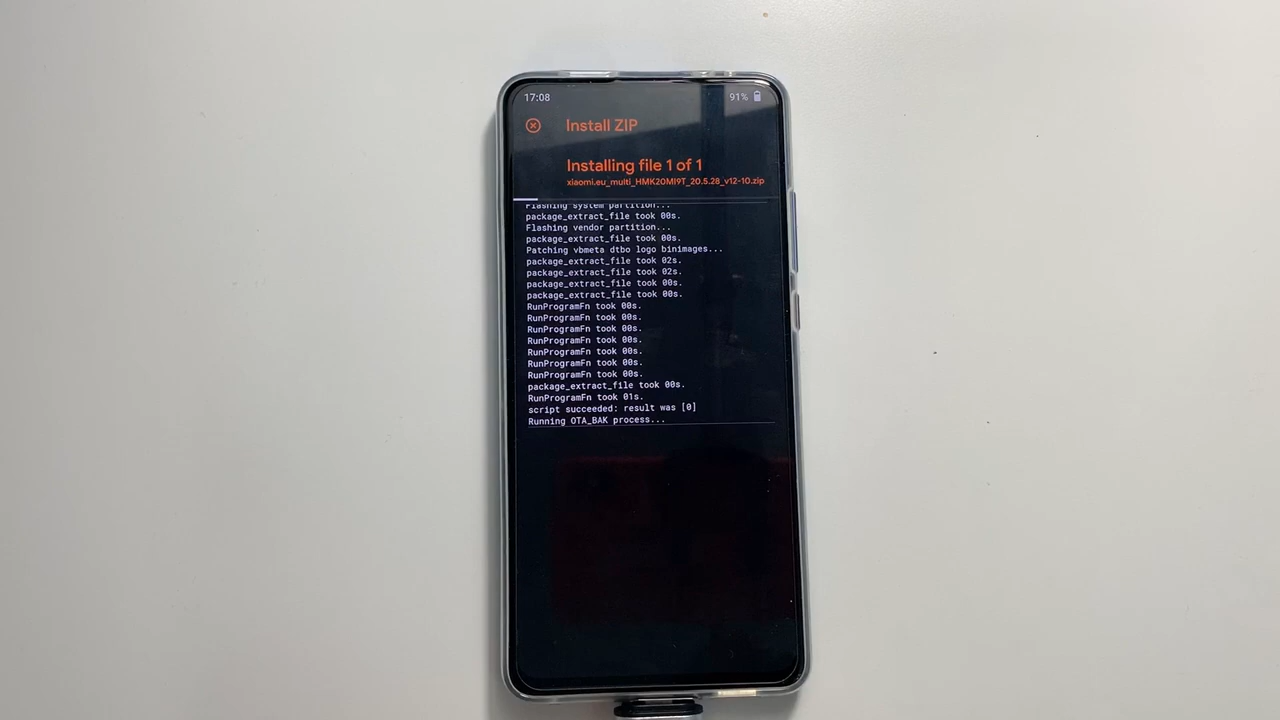 17:08
91%
Install ZIP
Installing file 1 of 1
xiaomi.eu_multi_HMK20MI9T_20.5.28_v12-10.zip
Flashing system partition...
package_extract_file took 00s.
Flashing vendor partition...
package_extract_file took 00s.
Patching vbmeta dtbo logo binimages...
package_extract_file took 02s.
package_extract_file took 02s.
package_extract_file took 00s.
package_extract_file took 00s.
RunProgramFn took 00s.
RunProgramFn took 00s.
RunProgramFn took 00s.
RunProgramFn took 00s.
RunProgramFn took 00s.
RunProgramFn took 00s.
RunProgramFn took 00s.
package_extract_file took 00s.
RunProgramFn took 01s.
script succeeded: result was [0]
Running OTA_BAK process...